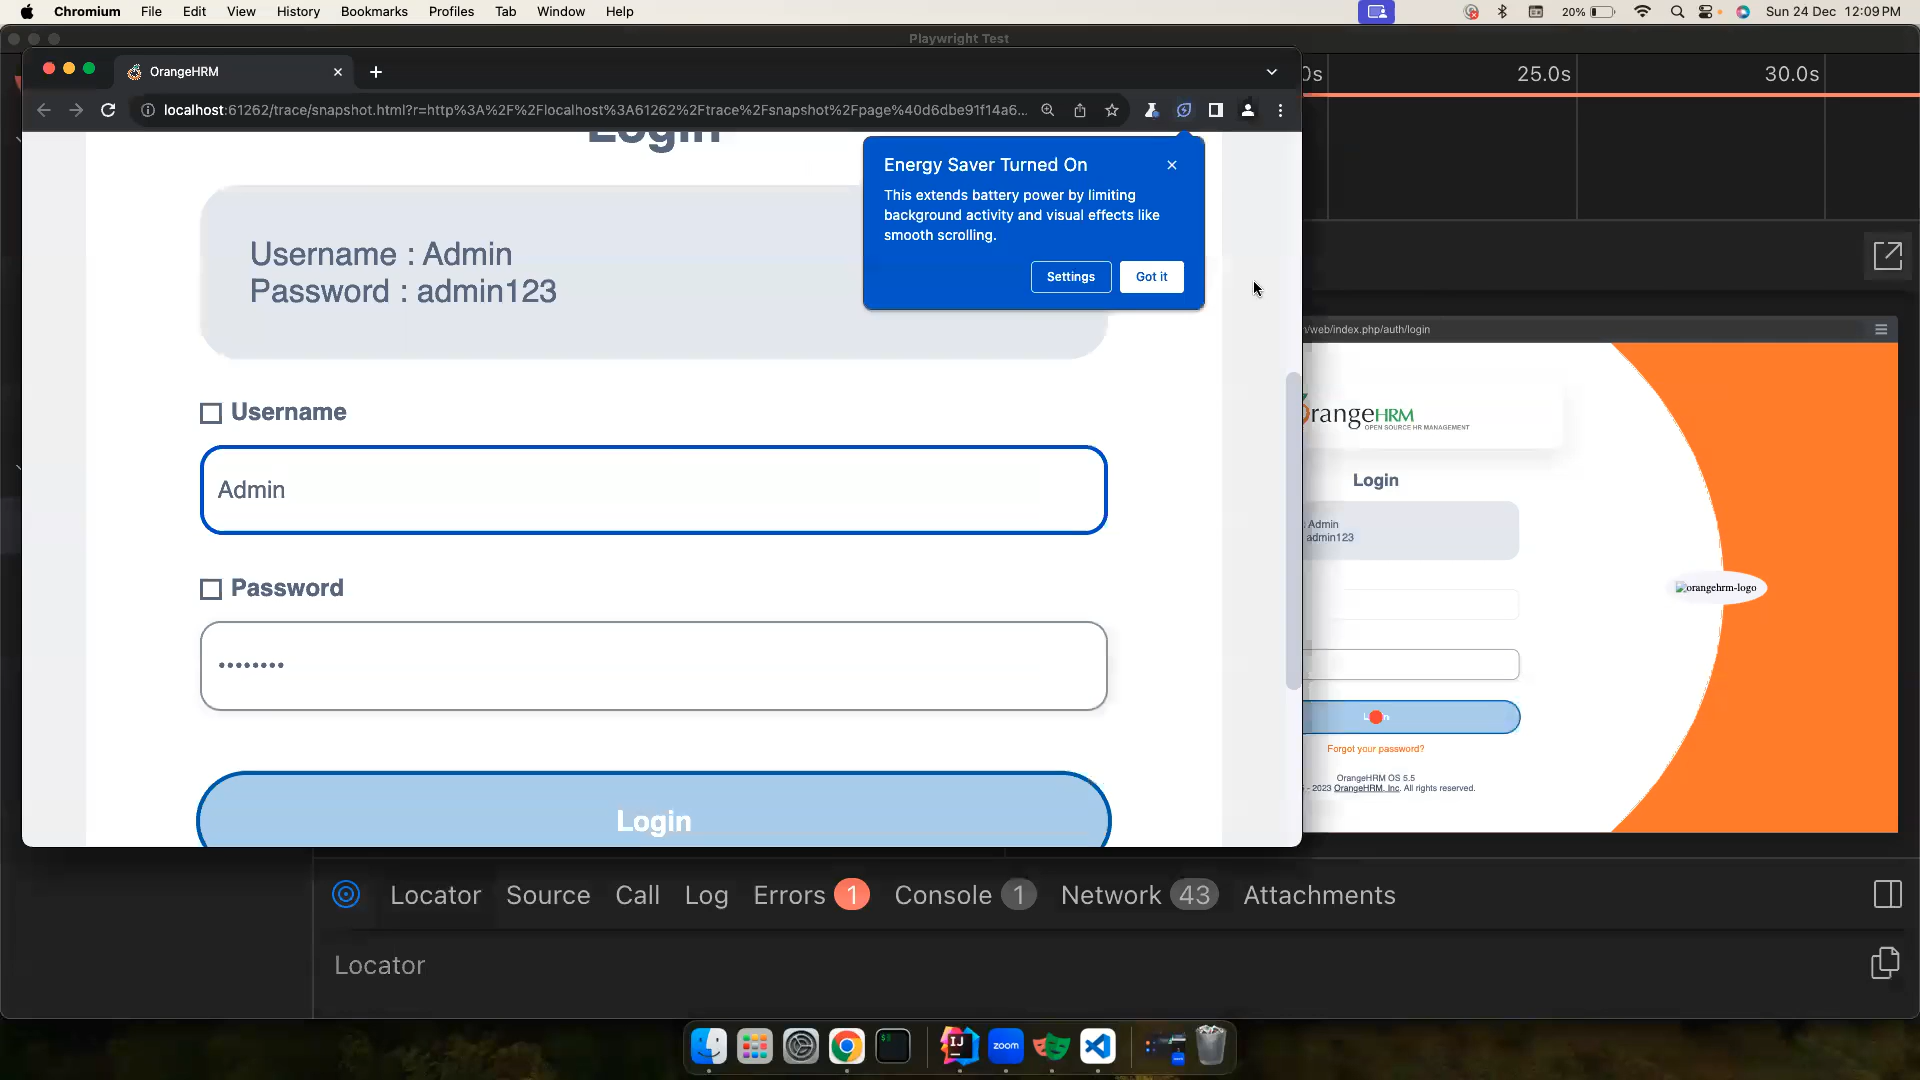 Chromium File Edit View History Bookmarks Profiles Tab Window Help
20% Sun 24 Dec 12:09 PM
Playwright Test
OrangeHRM
localhost:61262/trace/snapshot.html?r=http%3A%2F%2Flocalhost%3A61262%2Ftrace%2Fsnapshot%2Fpage%40d6dbe91f14a6...
25.0s 30.0s
Login
Energy Saver Turned On
This extends battery power by limiting
background activity and visual effects like
smooth scrolling.
Settings Got it
Username : Admin
Password : admin123
Username
Admin
Password
••••••••
Login
/web/index.php/auth/login
rangeHRM
OPEN SOURCE HR MANAGEMENT
Login
: Admin
admin123
orangehrm-logo
Forgot your password?
OrangeHRM OS 5.5
- 2023 OrangeHRM, Inc. All rights reserved.
Locator Source Call Log Errors 1 Console 1 Network 43 Attachments
Locator
IJ
zoom